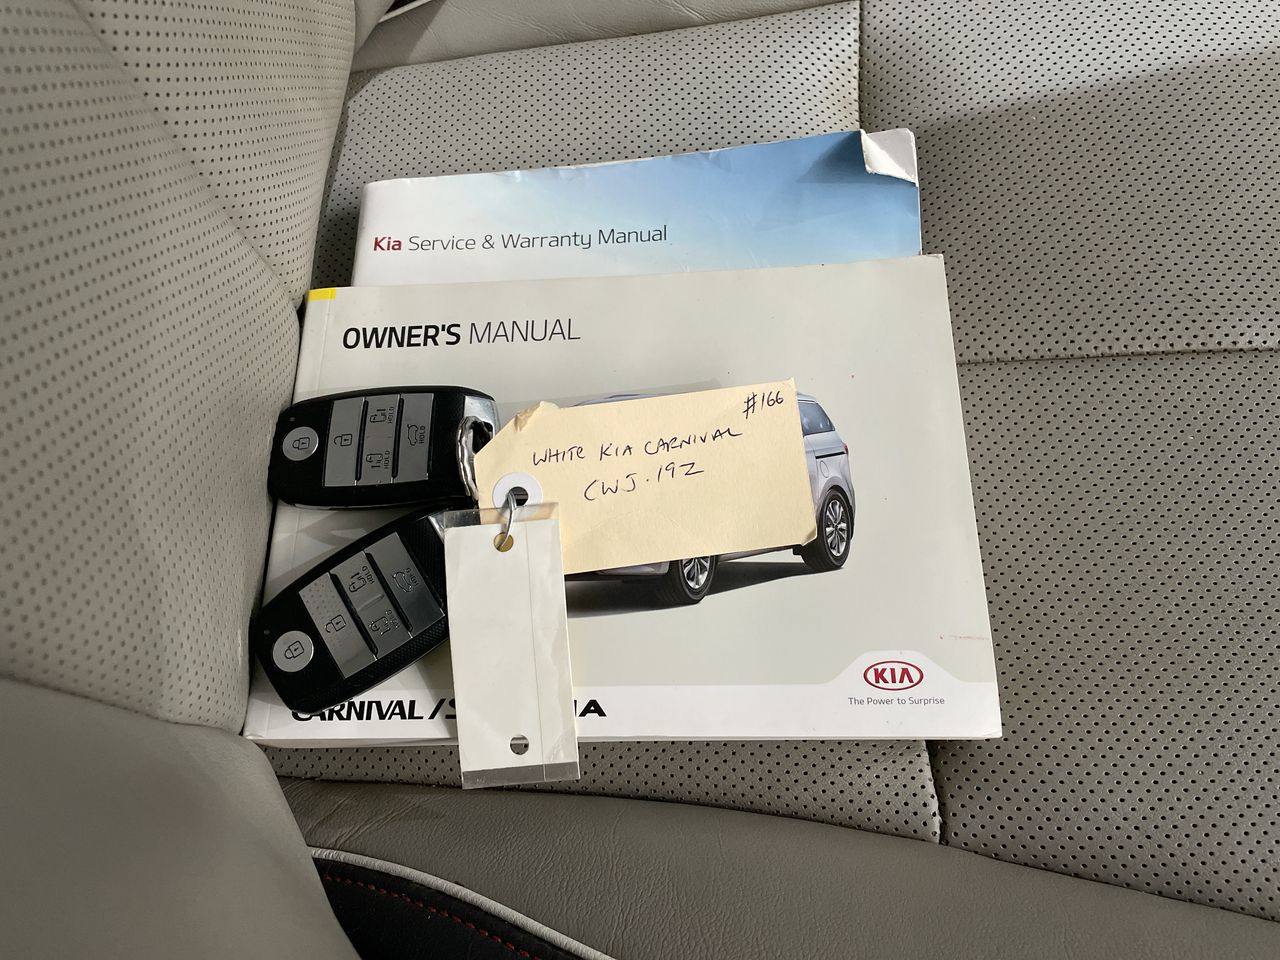 Kia Service & Warranty Manual
OWNER'S MANUAL
#166
WHITE KIA CARNIVAL
CWJ.19Z
HOLD
HOLD
HOLD
HOLD
HOLD
CARNIVAL /
KIA
The Power to Surprise